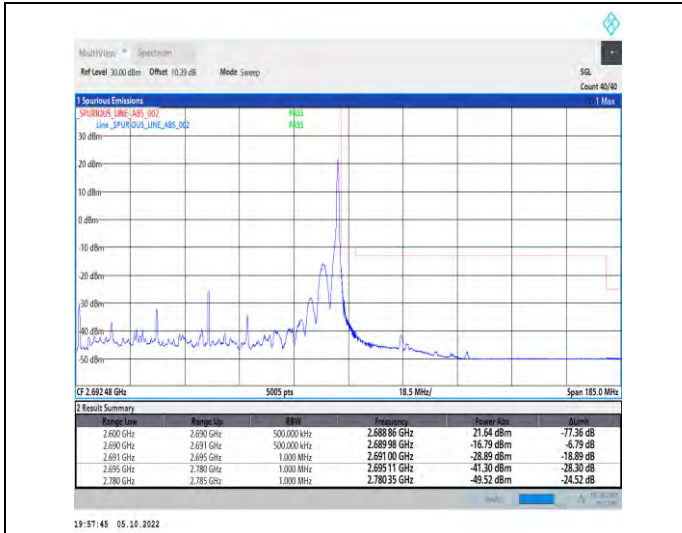 MultiView Spectrum
Ref Level 30.00 dBm Offset 10.39 dB Mode Sweep SGL
Count 40/40
1 Spurious Emissions 1 Max
_SPURIOUS_LINE_ABS_002 PASS
Line _SPURIOUS_LINE_ABS_002 PASS
30 dBm
20 dBm
10 dBm
0 dBm
-10 dBm
-20 dBm
-30 dBm
-40 dBm
-50 dBm
CF 2.692 48 GHz 5005 pts 18.5 MHz/ Span 185.0 MHz
2 Result Summary
Range Low Range Up RBW Frequency Power Abs ΔLimit
2.600 GHz 2.690 GHz 500.000 kHz 2.688 86 GHz 21.64 dBm -77.36 dB
2.690 GHz 2.691 GHz 500.000 kHz 2.689 98 GHz -16.79 dBm -6.79 dB
2.691 GHz 2.695 GHz 1.000 MHz 2.691 00 GHz -28.89 dBm -18.89 dB
2.695 GHz 2.780 GHz 1.000 MHz 2.695 11 GHz -41.30 dBm -28.30 dB
2.780 GHz 2.785 GHz 1.000 MHz 2.780 35 GHz -49.52 dBm -24.52 dB
19:57:45 05.10.2022